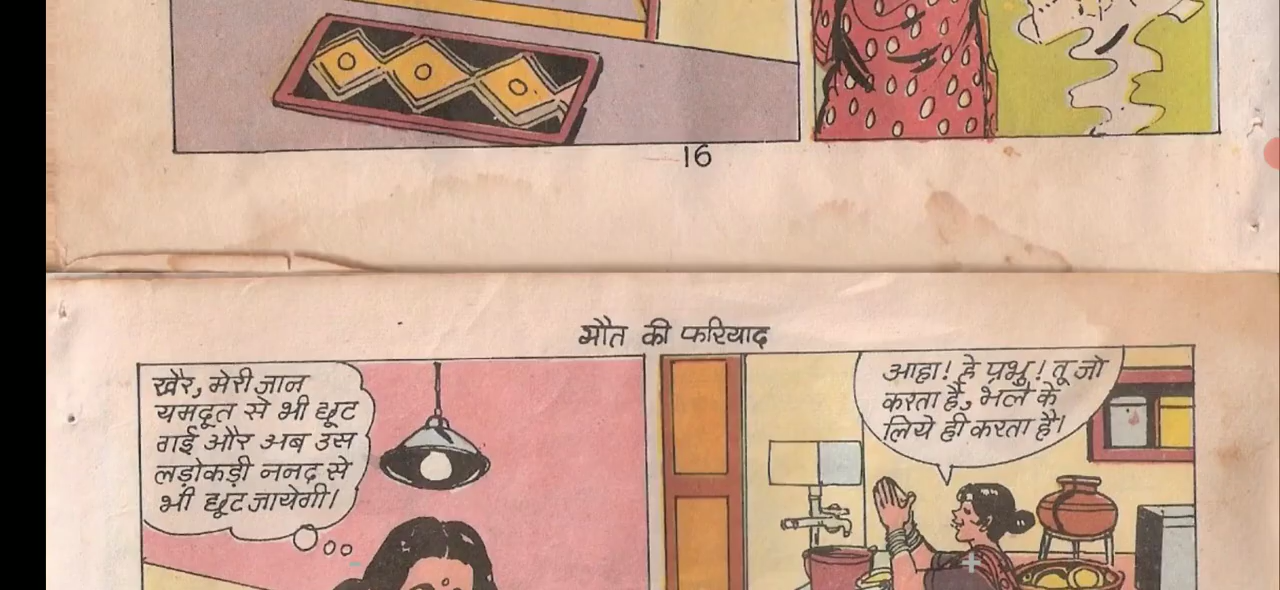 16
मौत की फरियाद
खैर, मेरी जान
यमदूत से भी छूट
गई और अब उस
लड़ोकड़ी ननद से
भी छूट जायेगी।
आहा! हे प्रभु! तू जो
करता है, भले के
लिये ही करता है।